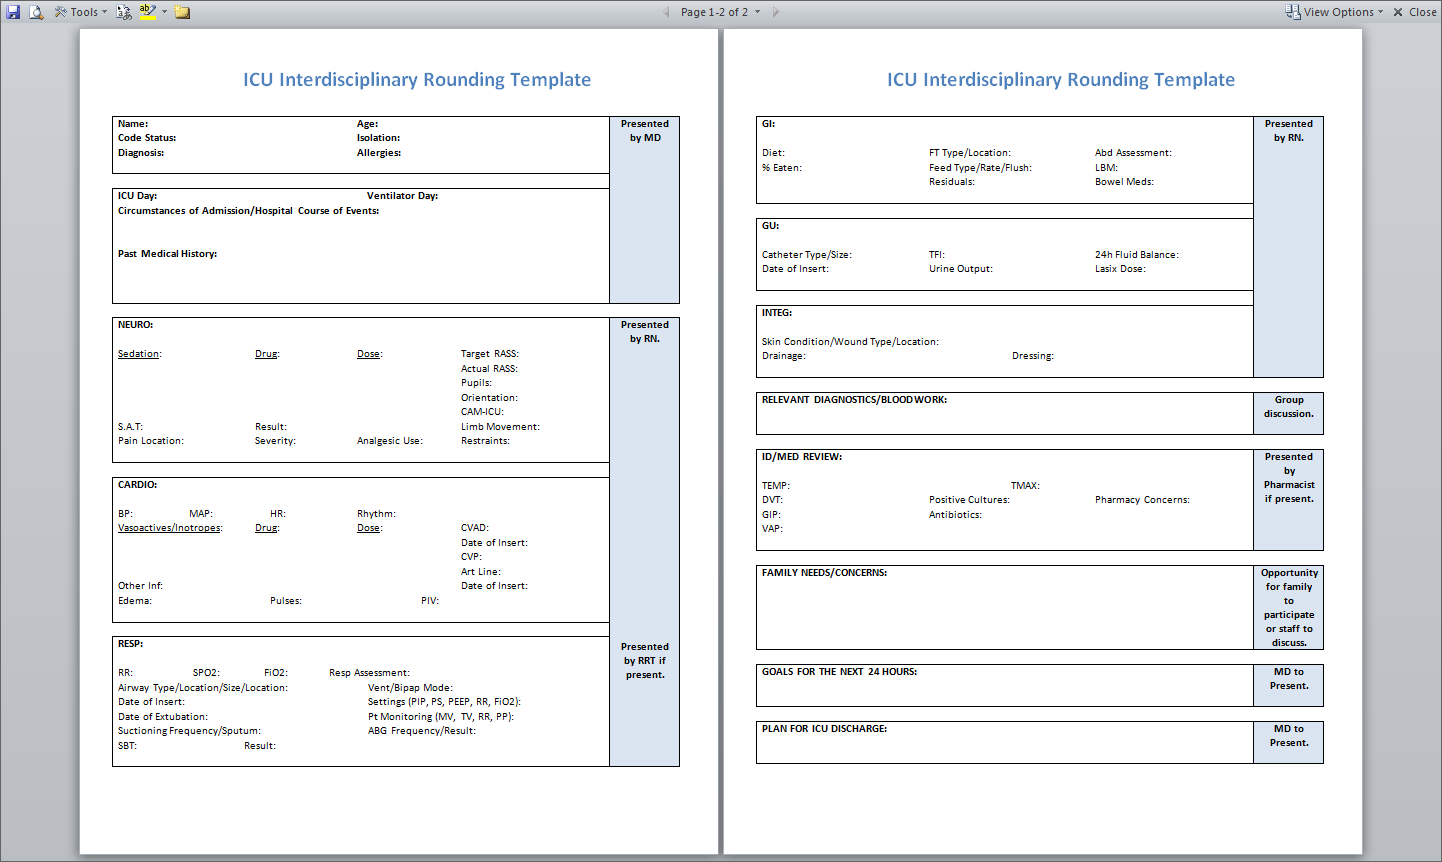 Tools
Page 1-2 of 2
View Options
Close
ICU Interdisciplinary Rounding Template
Name: Age:
Code Status: Isolation:
Diagnosis: Allergies:
Presented
by MD
ICU Day: Ventilator Day:
Circumstances of Admission/Hospital Course of Events:
Past Medical History:
NEURO:
Presented
by RN.
Sedation: Drug: Dose: Target RASS:
Actual RASS:
Pupils:
Orientation:
CAM-ICU:
S.A.T: Result: Limb Movement:
Pain Location: Severity: Analgesic Use: Restraints:
CARDIO:
BP: MAP: HR: Rhythm:
Vasoactives/Inotropes: Drug: Dose: CVAD:
Date of Insert:
CVP:
Art Line:
Other Inf: Date of Insert:
Edema: Pulses: PIV:
RESP:
Presented
by RRT if
present.
RR: SPO2: FiO2: Resp Assessment:
Airway Type/Location/Size/Location: Vent/Bipap Mode:
Date of Insert: Settings (PIP, PS, PEEP, RR, FiO2):
Date of Extubation: Pt Monitoring (MV, TV, RR, PP):
Suctioning Frequency/Sputum: ABG Frequency/Result:
SBT: Result:
ICU Interdisciplinary Rounding Template
GI:
Presented
by RN.
Diet: FT Type/Location: Abd Assessment:
% Eaten: Feed Type/Rate/Flush: LBM:
Residuals: Bowel Meds:
GU:
Catheter Type/Size: TFI: 24h Fluid Balance:
Date of Insert: Urine Output: Lasix Dose:
INTEG:
Skin Condition/Wound Type/Location:
Drainage: Dressing:
RELEVANT DIAGNOSTICS/BLOODWORK:
Group
discussion.
ID/MED REVIEW:
Presented
by
Pharmacist
if present.
TEMP: TMAX:
DVT: Positive Cultures: Pharmacy Concerns:
GIP: Antibiotics:
VAP:
FAMILY NEEDS/CONCERNS:
Opportunity
for family
to
participate
or staff to
discuss.
GOALS FOR THE NEXT 24 HOURS:
MD to
Present.
PLAN FOR ICU DISCHARGE:
MD to
Present.